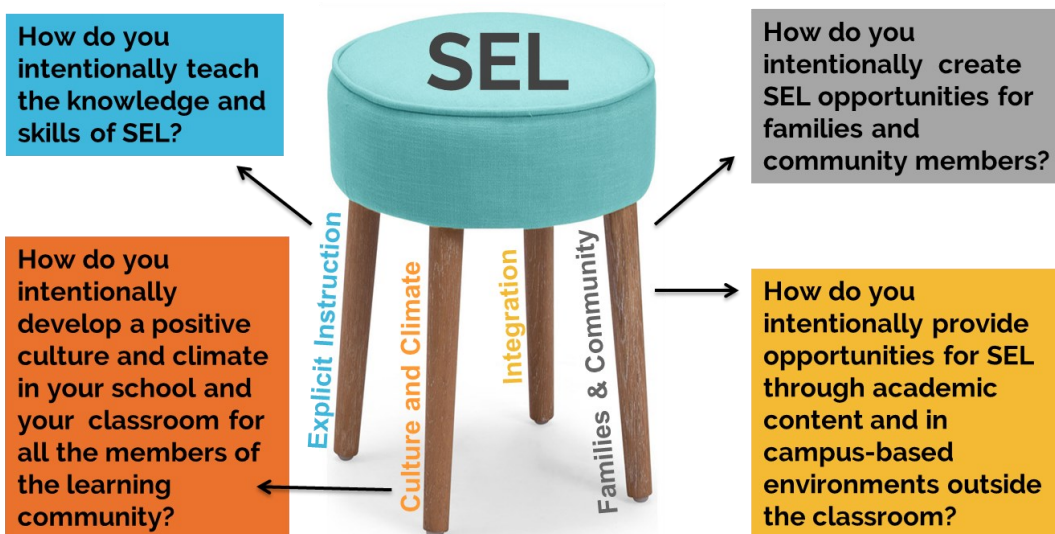 How do you
intentionally teach
the knowledge and
skills of SEL?
SEL
How do you
intentionally create
SEL opportunities for
families and
community members?
How do you
intentionally
develop a positive
culture and climate
in your school and
your classroom for
all the members of
the learning
community?
Explicit Instruction
Culture and Climate
Integration
Families & Community
How do you
intentionally provide
opportunities for SEL
through academic
content and in
campus-based
environments outside
the classroom?